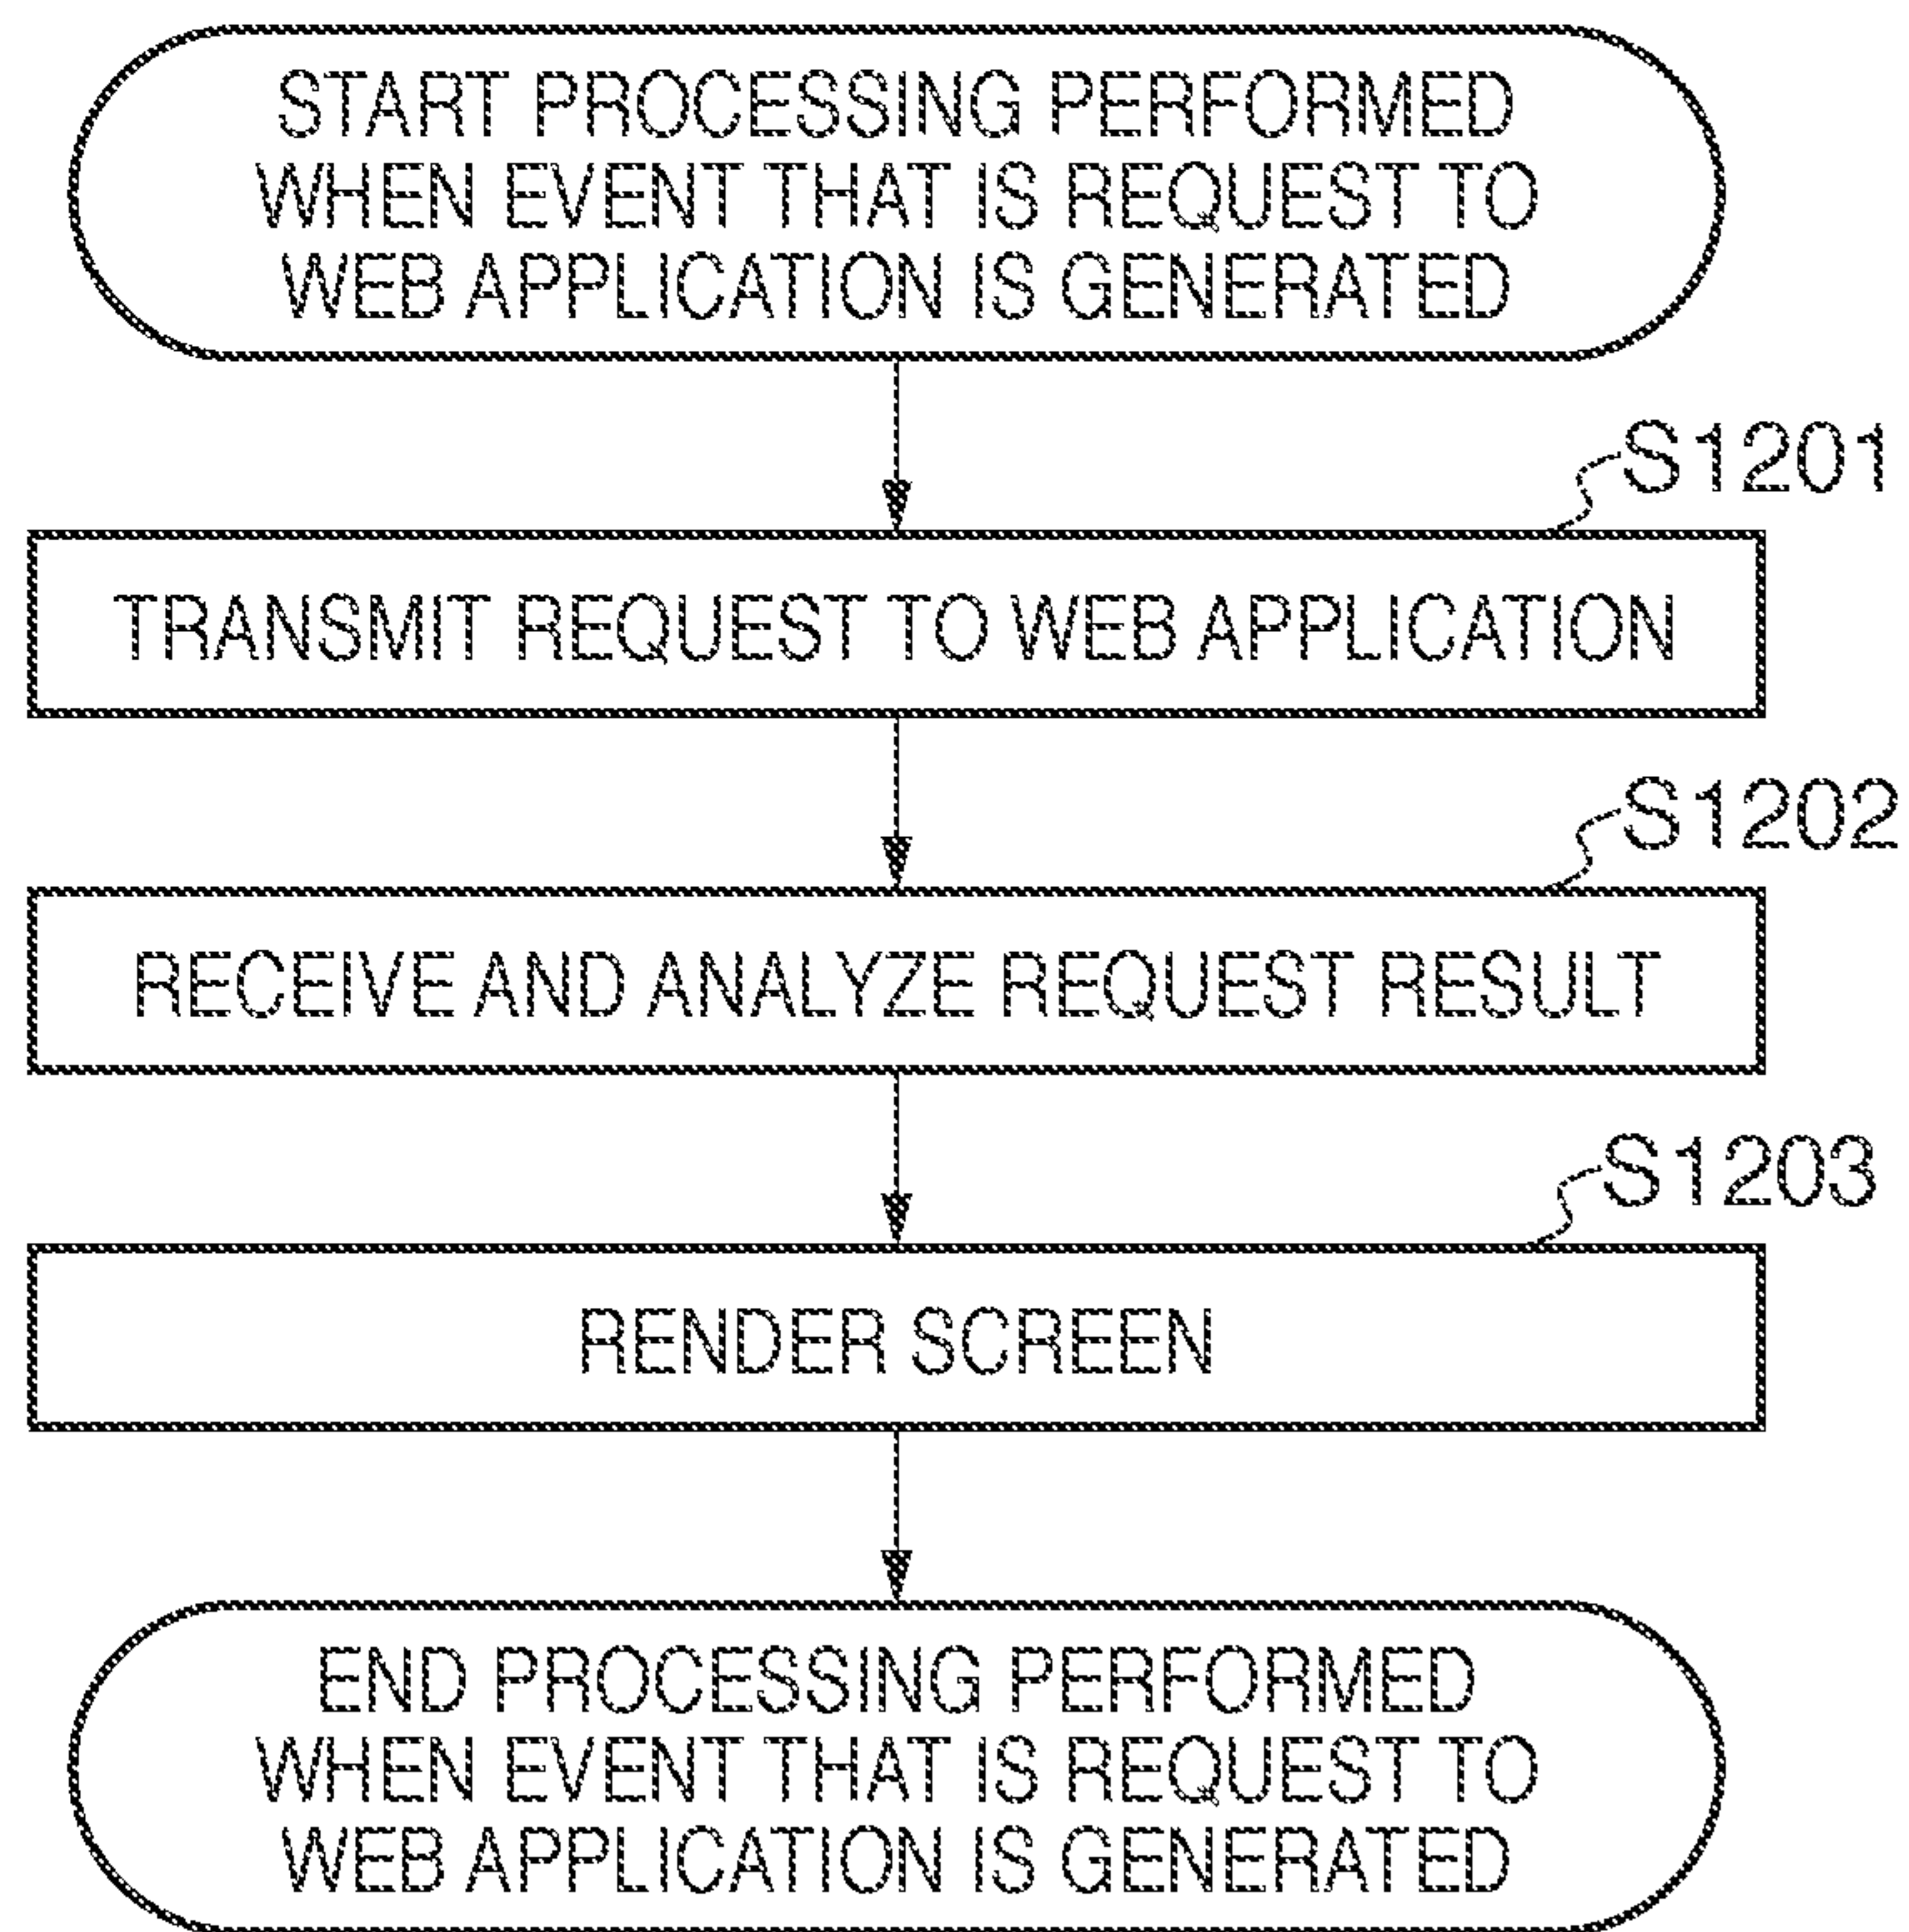 START PROCESSING PERFORMED
WHEN EVENT THAT IS REQUEST TO
WEB APPLICATION IS GENERATED
S1201
TRANSMIT REQUEST TO WEB APPLICATION
S1202
RECEIVE AND ANALYZE REQUEST RESULT
S1203
RENDER SCREEN
END PROCESSING PERFORMED
WHEN EVENT THAT IS REQUEST TO
WEB APPLICATION IS GENERATED